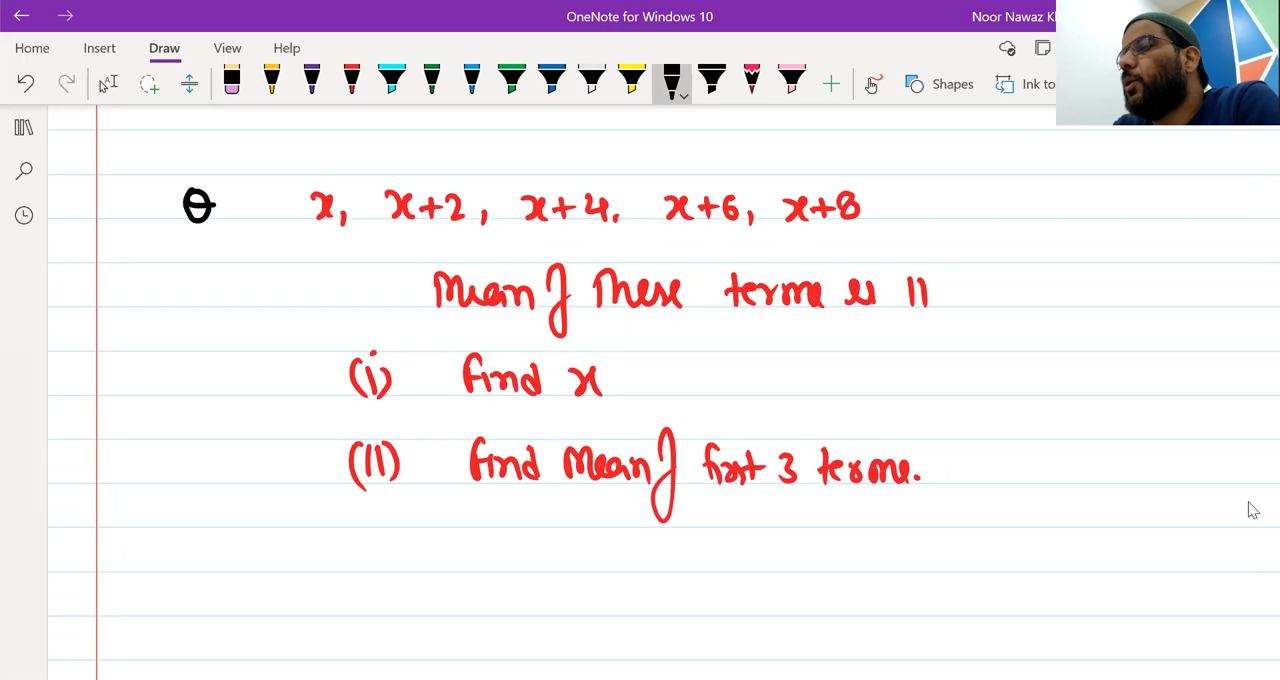 OneNote for Windows 10
Noor Nawaz Kh
Home Insert Draw View Help
Shapes Ink to
Q x, x+2, x+4, x+6, x+8
Mean of These terms is 11
(i) find x
(II) find Mean of first 3 terms.